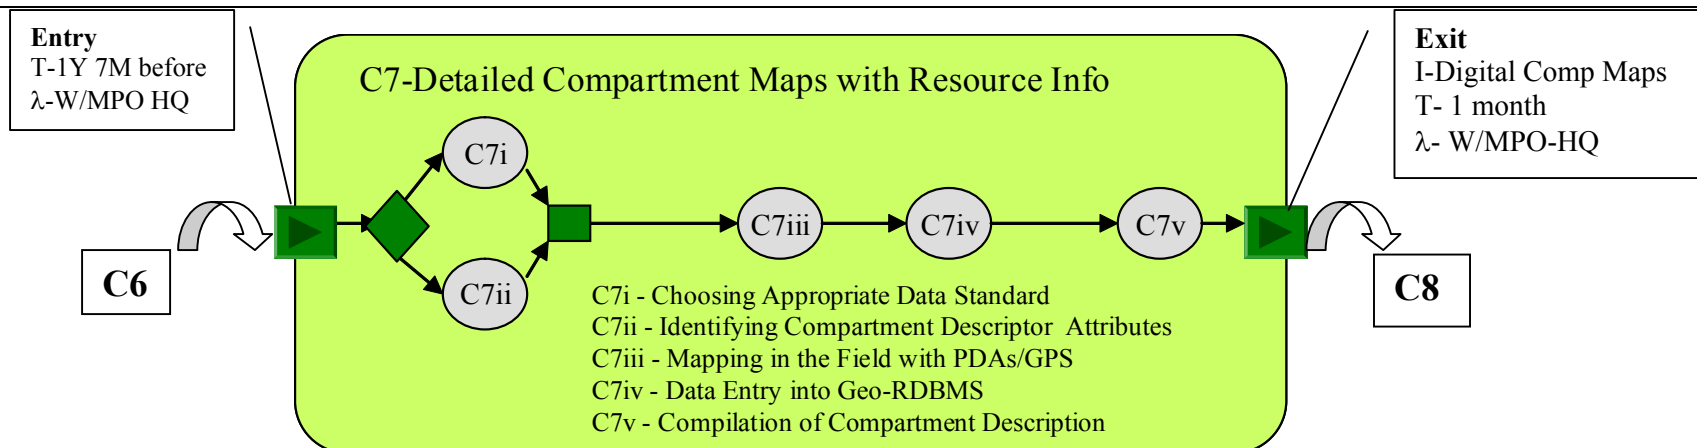 Entry
T-1Y 7M before
λ-W/MPO HQ
Exit
I-Digital Comp Maps
T- 1 month
λ- W/MPO-HQ
C7-Detailed Compartment Maps with Resource Info
C7i
C7ii
C7iii
C7iv
C7v
C6
C8
C7i - Choosing Appropriate Data Standard
C7ii - Identifying Compartment Descriptor Attributes
C7iii - Mapping in the Field with PDAs/GPS
C7iv - Data Entry into Geo-RDBMS
C7v - Compilation of Compartment Description